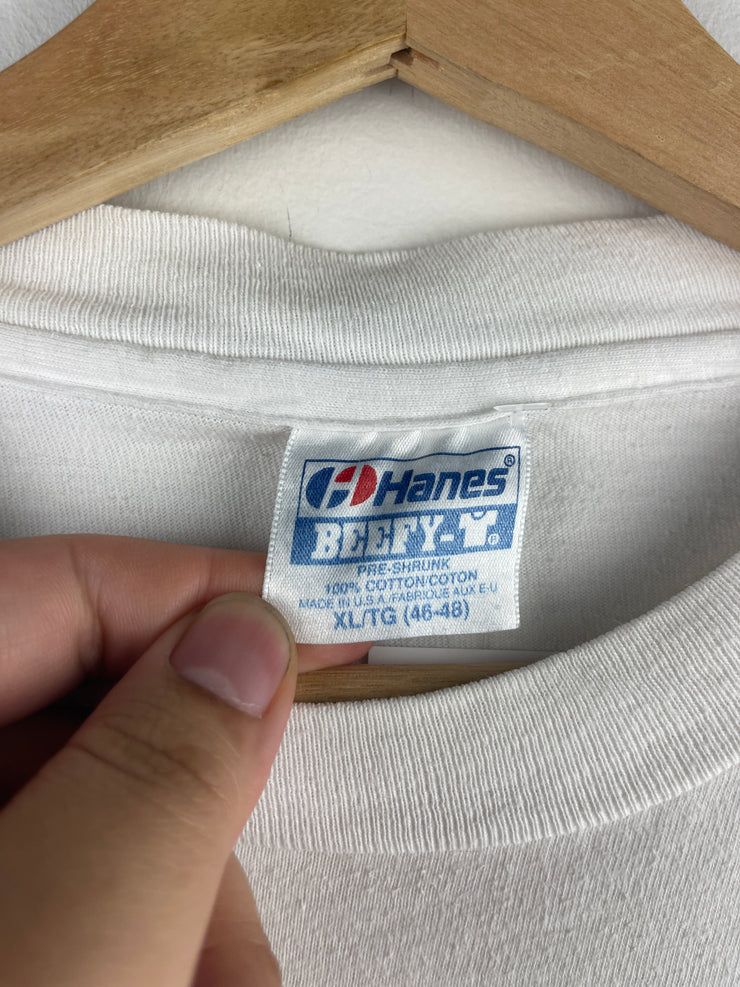 Hanes®
BEEFY-T®
PRE-SHRUNK
100% COTTON/COTON
MADE IN U.S.A./FABRIQUE AUX E-U
XL/TG (46-48)